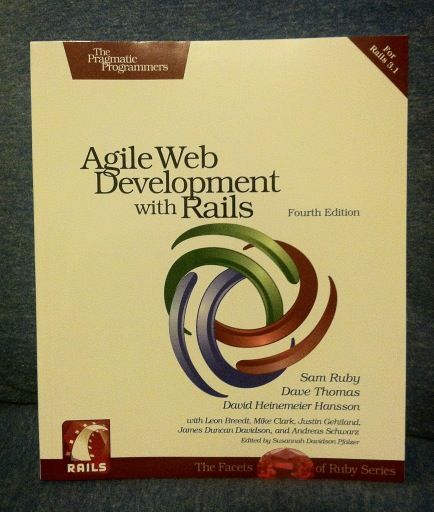 The
Pragmatic
Programmers
For
Rails 3.1
Agile Web
Development
with Rails
Fourth Edition
Sam Ruby
Dave Thomas
David Heinemeier Hansson
with Leon Breedt, Mike Clark, Justin Gehtland,
James Duncan Davidson, and Andreas Schwarz
Edited by Susannah Davidson Pfalzer
RAILS
The Facets of Ruby Series